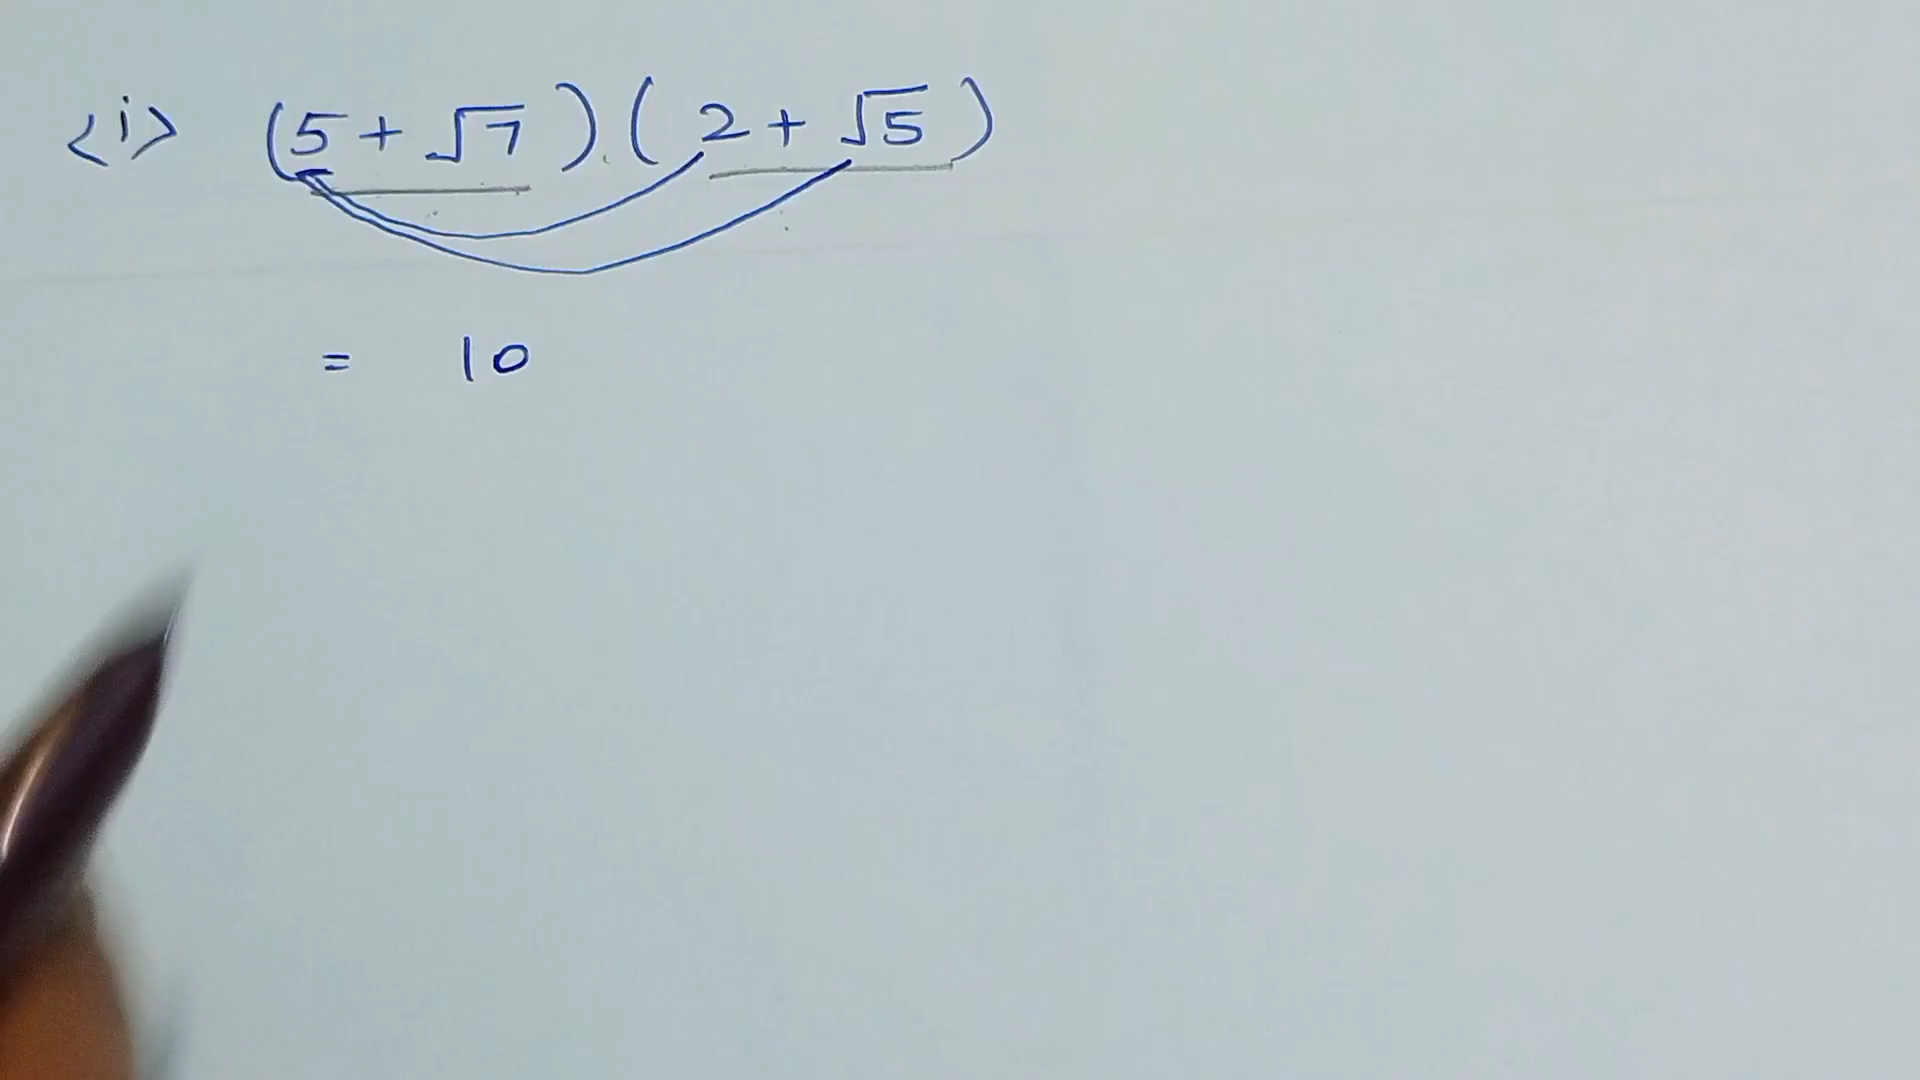 <i> (5 + √7) (2 + √5)
= 10